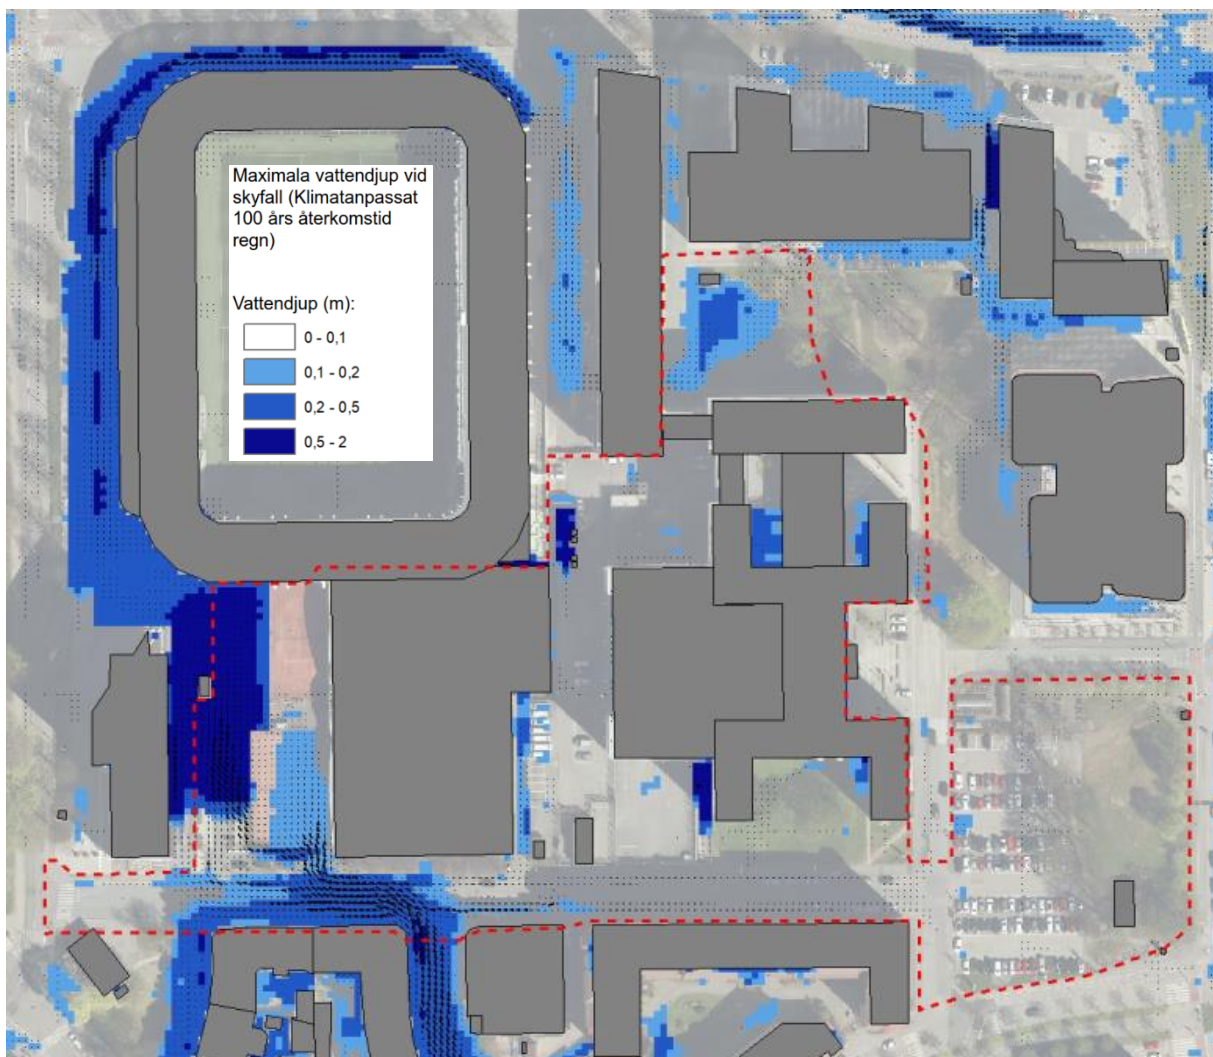 Maximala vattendjup vid
skyfall (Klimatanpassat
100 års återkomstid
regn)
Vattendjup (m):
0 - 0,1
0,1 - 0,2
0,2 - 0,5
0,5 - 2